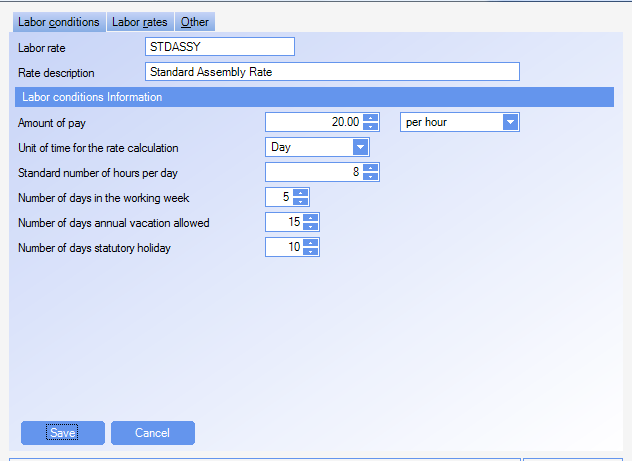 Labor conditions Labor rates Other
Labor rate STDASSY
Rate description Standard Assembly Rate
Labor conditions Information
Amount of pay 20.00 per hour
Unit of time for the rate calculation Day
Standard number of hours per day 8
Number of days in the working week 5
Number of days annual vacation allowed 15
Number of days statutory holiday 10
Save Cancel